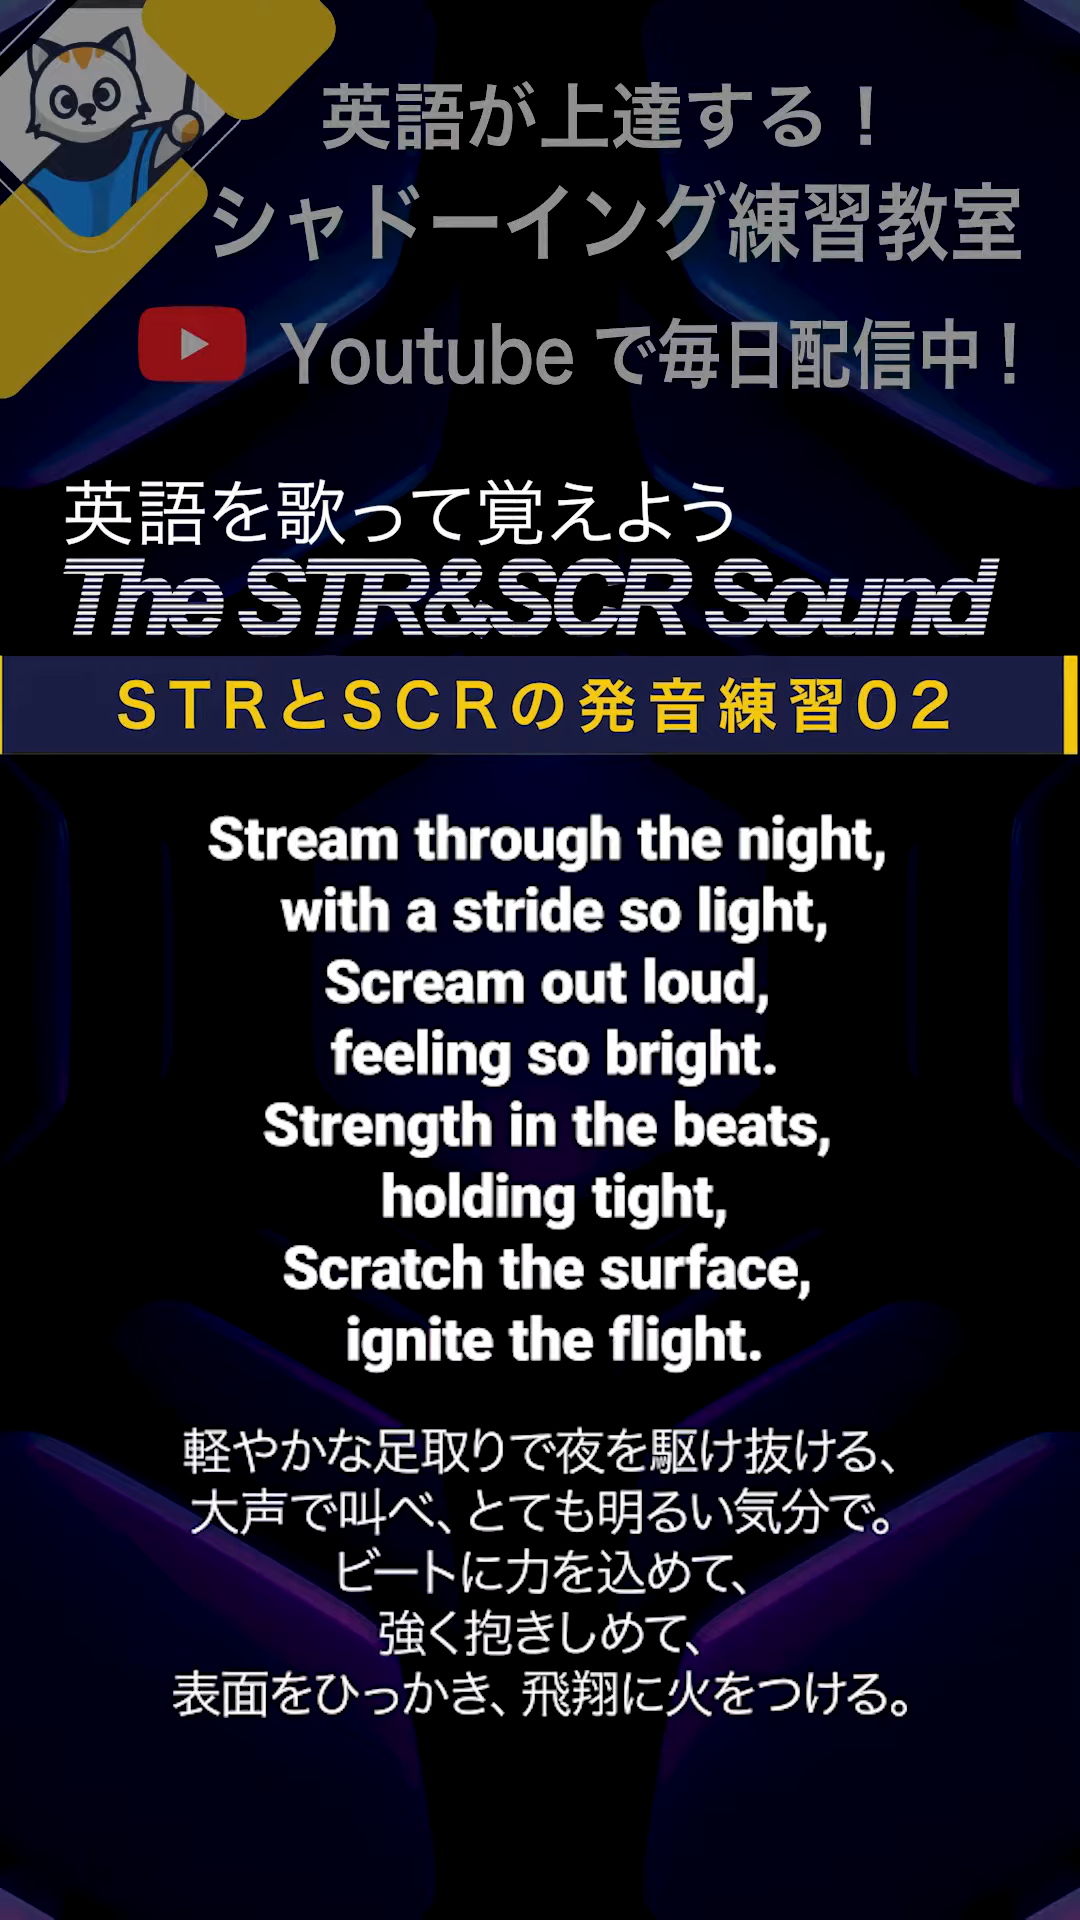 英語が上達する！
シャドーイング練習教室
Youtubeで毎日配信中！
英語を歌って覚えよう
The STR&SCR Sound
STRとSCRの発音練習02
Stream through the night,
with a stride so light,
Scream out loud,
feeling so bright.
Strength in the beats,
holding tight,
Scratch the surface,
ignite the flight.
軽やかな足取りで夜を駆け抜ける、
大声で叫べ、とても明るい気分で。
ビートに力を込めて、
強く抱きしめて、
表面をひっかき、飛翔に火をつける。